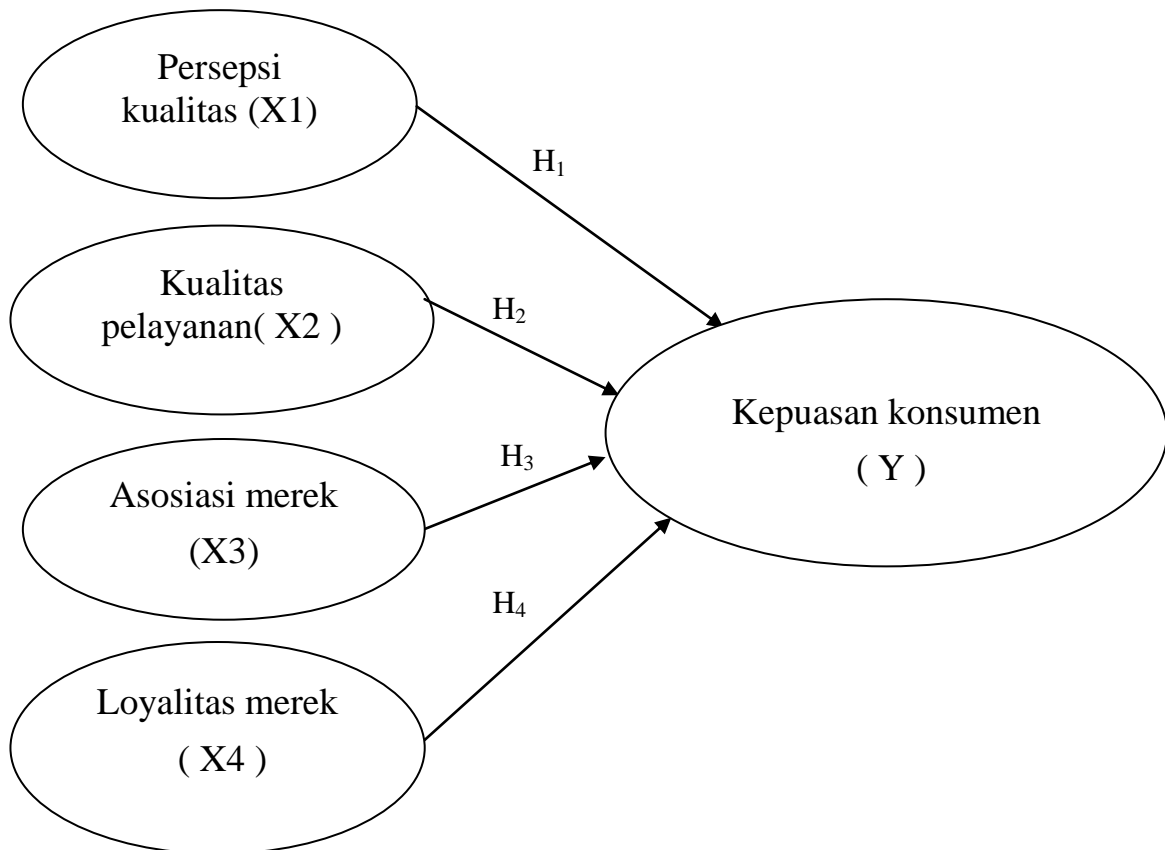 Persepsi
kualitas (X1)
H₁
Kualitas
pelayanan( X2 )
H₂
Kepuasan konsumen
( Y )
Asosiasi merek
(X3)
H₃
Loyalitas merek
( X4 )
H₄